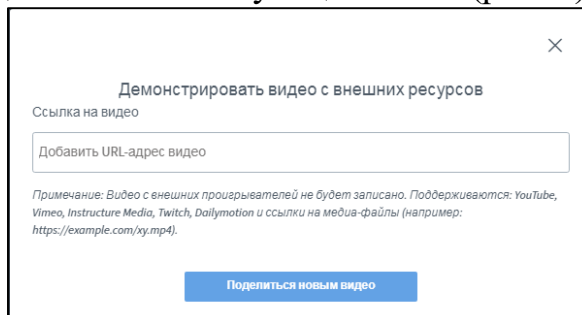 Демонстрировать видео с внешних ресурсов
Ссылка на видео
Добавить URL-адрес видео
Примечание: Видео с внешних проигрывателей не будет записано. Поддерживаются: YouTube,
Vimeo, Instructure Media, Twitch, Dailymotion и ссылки на медиа-файлы (например:
https://example.com/xy.mp4).
Поделиться новым видео